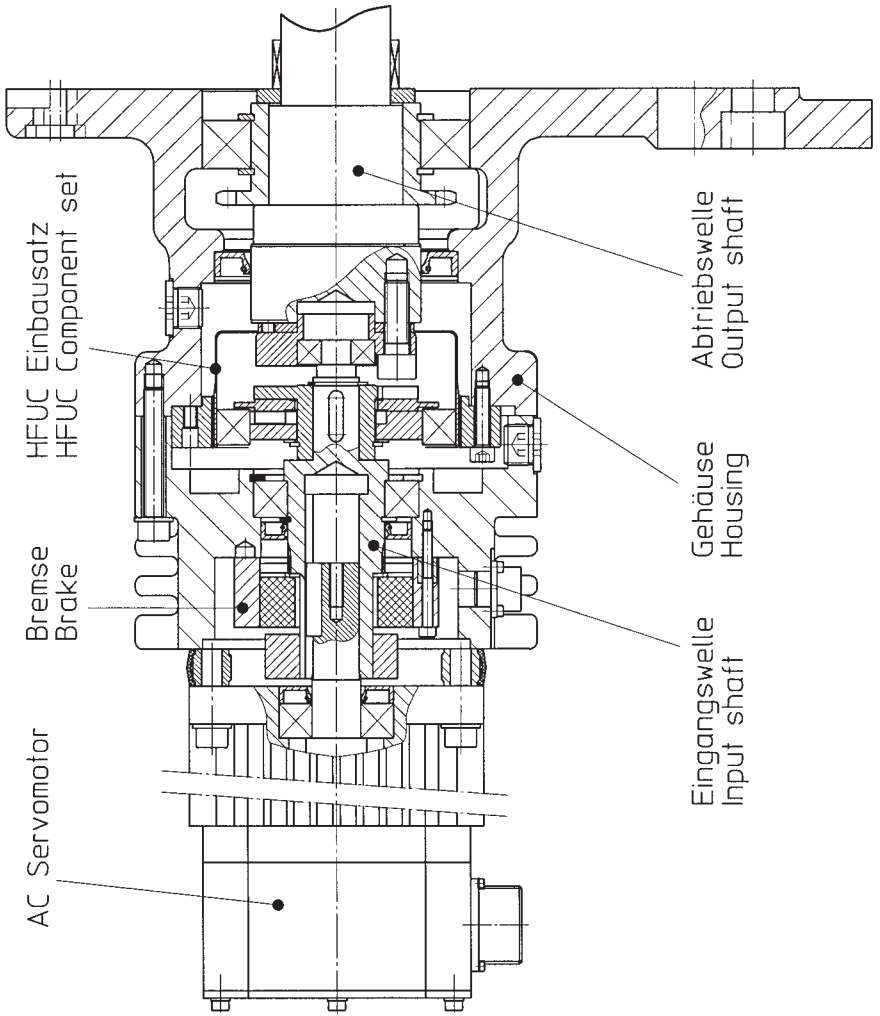 AC Servomotor
Bremse
Brake
HFUC Einbausatz
HFUC Component set
Eingangswelle
Input shaft
Gehäuse
Housing
Abtriebswelle
Output shaft